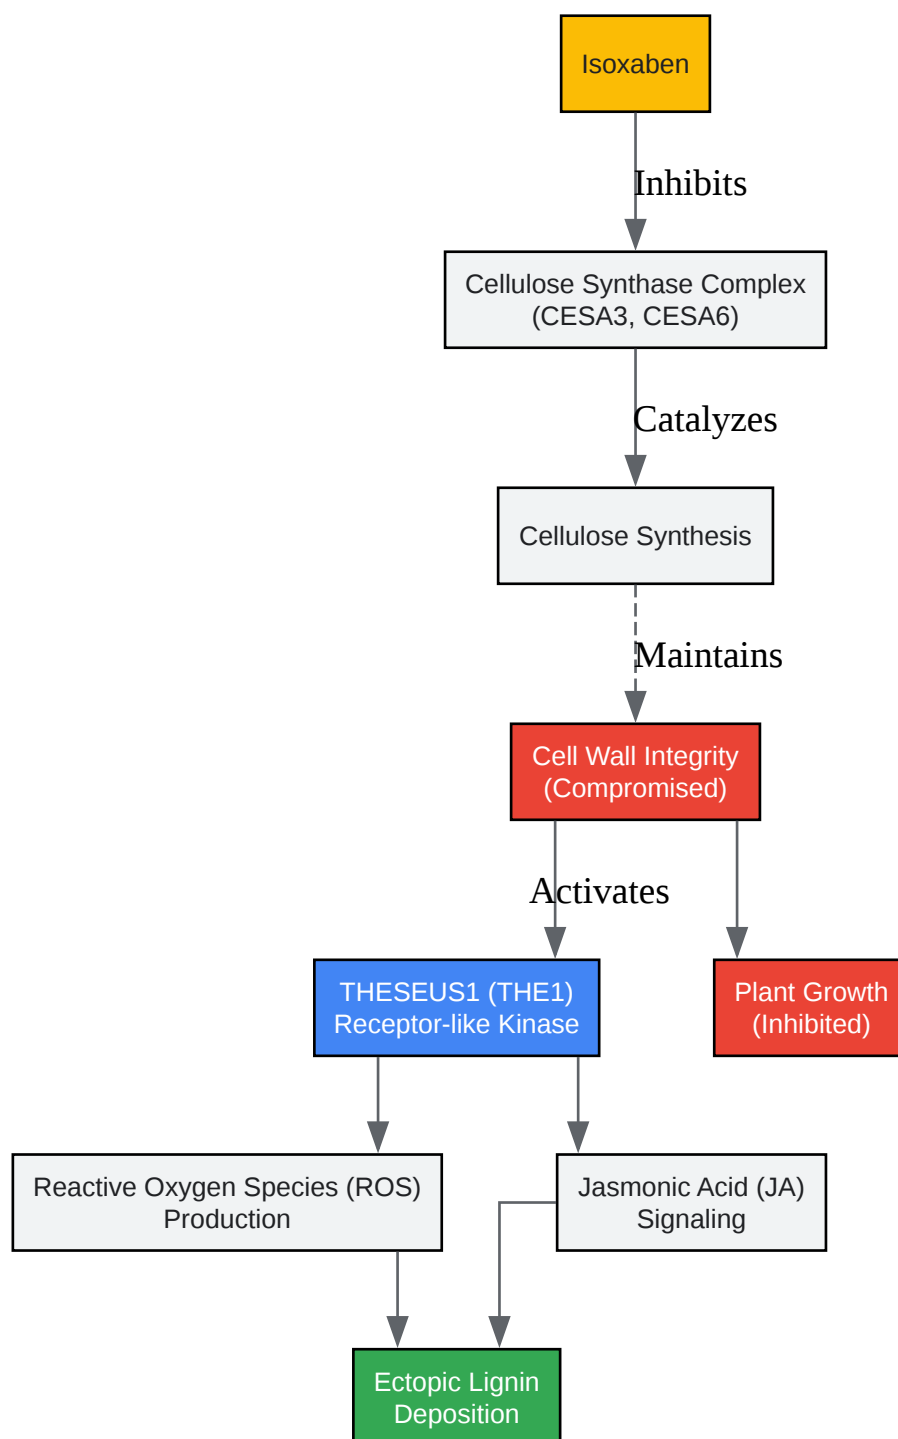 Isoxaben
Inhibits
Cellulose Synthase Complex
(CESA3, CESA6)
Catalyzes
Cellulose Synthesis
Maintains
Cell Wall Integrity
(Compromised)
Activates
THESEUS1 (THE1)
Receptor-like Kinase
Plant Growth
(Inhibited)
Reactive Oxygen Species (ROS)
Production
Jasmonic Acid (JA)
Signaling
Ectopic Lignin
Deposition